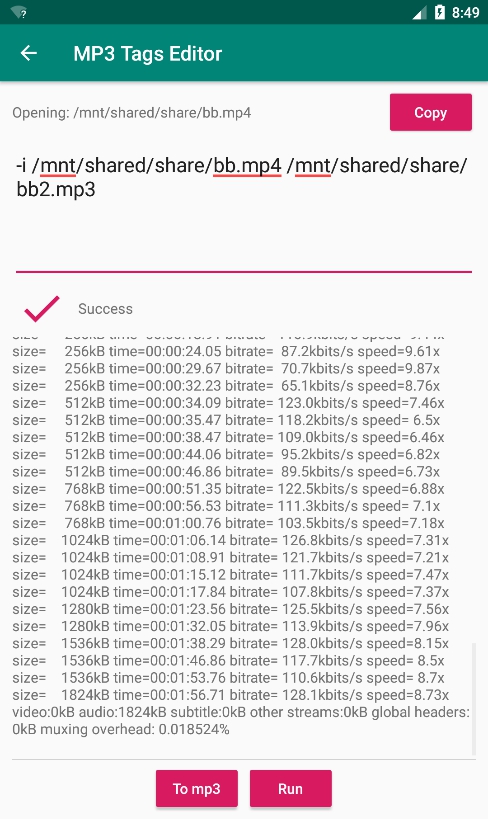 8:49
MP3 Tags Editor
Opening: /mnt/shared/share/bb.mp4
Copy
-i /mnt/shared/share/bb.mp4 /mnt/shared/share/
bb2.mp3
Success
size= 256kB time=00:00:24.05 bitrate= 87.2kbits/s speed=9.61x
size= 256kB time=00:00:29.67 bitrate= 70.7kbits/s speed=9.87x
size= 256kB time=00:00:32.23 bitrate= 65.1kbits/s speed=8.76x
size= 512kB time=00:00:34.09 bitrate= 123.0kbits/s speed=7.46x
size= 512kB time=00:00:35.47 bitrate= 118.2kbits/s speed= 6.5x
size= 512kB time=00:00:38.47 bitrate= 109.0kbits/s speed=6.46x
size= 512kB time=00:00:44.06 bitrate= 95.2kbits/s speed=6.82x
size= 512kB time=00:00:46.86 bitrate= 89.5kbits/s speed=6.73x
size= 768kB time=00:00:51.35 bitrate= 122.5kbits/s speed=6.88x
size= 768kB time=00:00:56.53 bitrate= 111.3kbits/s speed= 7.1x
size= 768kB time=00:01:00.76 bitrate= 103.5kbits/s speed=7.18x
size= 1024kB time=00:01:06.14 bitrate= 126.8kbits/s speed=7.31x
size= 1024kB time=00:01:08.91 bitrate= 121.7kbits/s speed=7.21x
size= 1024kB time=00:01:15.12 bitrate= 111.7kbits/s speed=7.47x
size= 1024kB time=00:01:17.84 bitrate= 107.8kbits/s speed=7.37x
size= 1280kB time=00:01:23.56 bitrate= 125.5kbits/s speed=7.56x
size= 1280kB time=00:01:32.05 bitrate= 113.9kbits/s speed=7.96x
size= 1536kB time=00:01:38.29 bitrate= 128.0kbits/s speed=8.15x
size= 1536kB time=00:01:46.86 bitrate= 117.7kbits/s speed= 8.5x
size= 1536kB time=00:01:53.76 bitrate= 110.6kbits/s speed= 8.7x
size= 1824kB time=00:01:56.71 bitrate= 128.1kbits/s speed=8.73x
video:0kB audio:1824kB subtitle:0kB other streams:0kB global headers:
0kB muxing overhead: 0.018524%
To mp3
Run